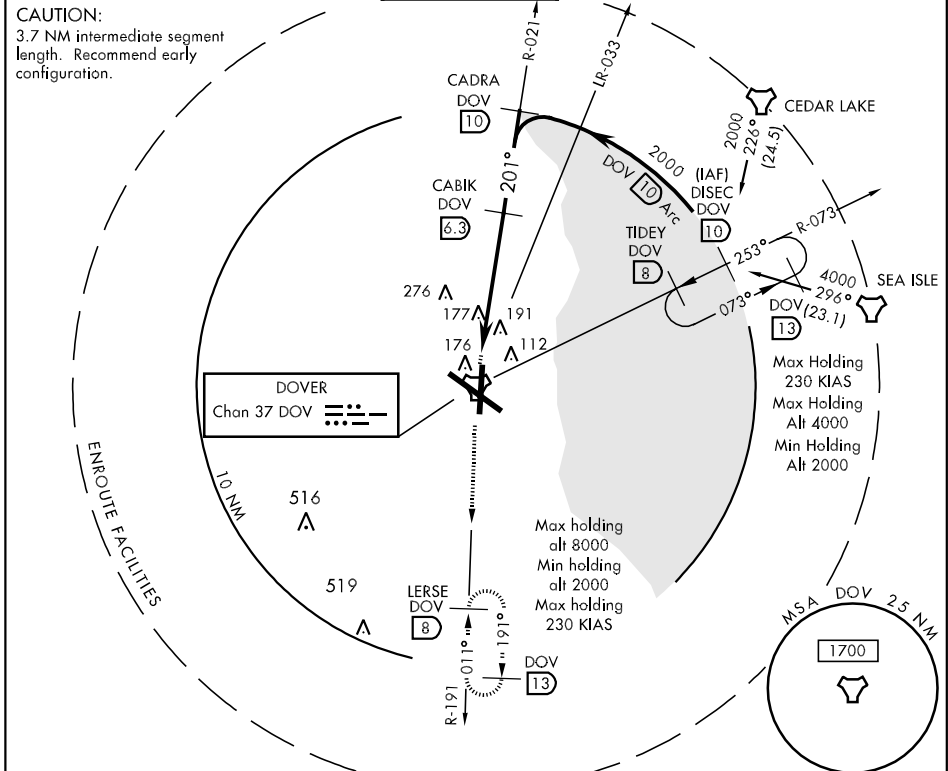 CAUTION:
3.7 NM intermediate segment
length. Recommend early
configuration.
R-021
LR-033
CADRA
DOV
10
CEDAR LAKE
2000
226°
(24.5)
2000
DOV 10 Arc
(IAF)
DISEC
DOV
10
201°
CABIK
DOV
6.3
TIDEY
DOV
8
253°
R-073
073°
4000
296°
(23.1)
SEA ISLE
DOV
13
276
177
191
176
112
Max Holding
230 KIAS
Max Holding
Alt 4000
Min Holding
Alt 2000
DOVER
Chan 37 DOV
10 NM
ENROUTE FACILITIES
516
519
Max holding
alt 8000
Min holding
alt 2000
Max holding
230 KIAS
LERSE
DOV
8
011°
191°
DOV
13
R-191
MSA DOV 25 NM
1700